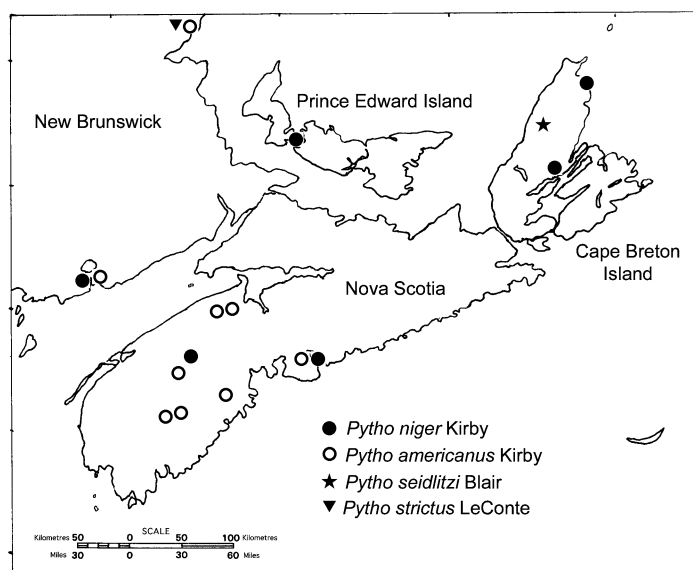 Prince Edward Island
New Brunswick
Cape Breton
Island
Nova Scotia
Pytho niger Kirby
Pytho americanus Kirby
Pytho seidlitzi Blair
Pytho strictus LeConte
SCALE
Kilometres 50 0 50 100 Kilometres
Miles 30 0 30 60 Miles